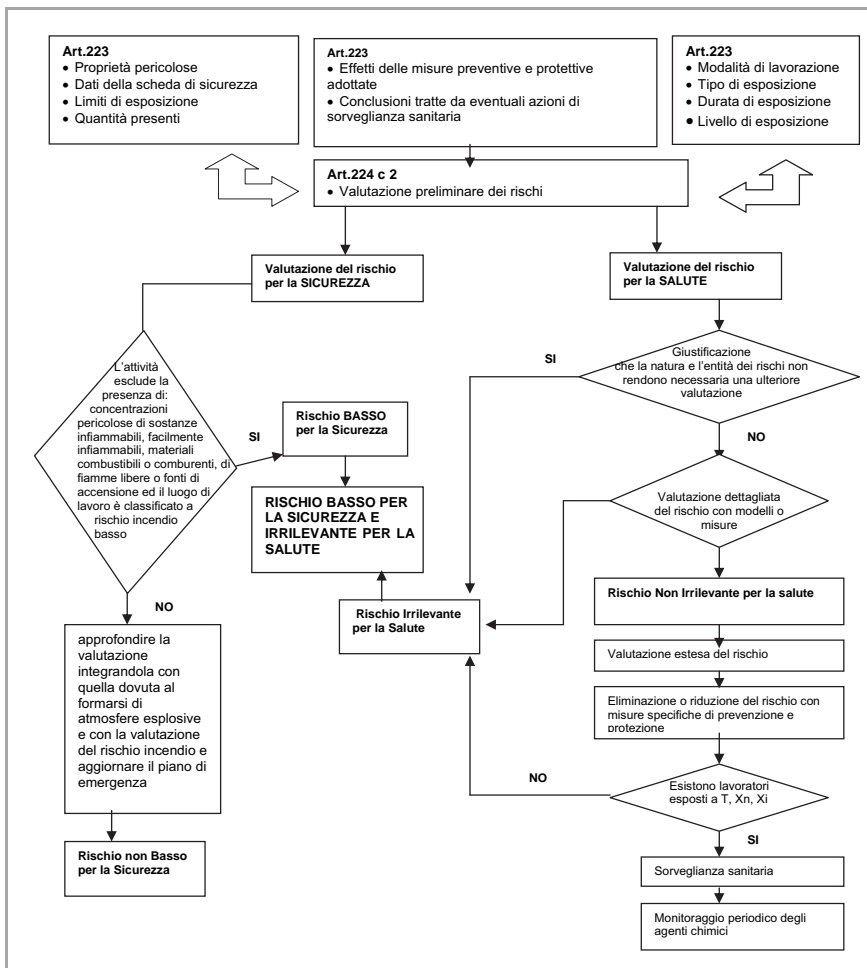 Art.223
• Proprietà pericolose
• Dati della scheda di sicurezza
• Limiti di esposizione
• Quantità presenti
Art.223
• Effetti delle misure preventive e protettive
adottate
• Conclusioni tratte da eventuali azioni di
sorveglianza sanitaria
Art.223
• Modalità di lavorazione
• Tipo di esposizione
• Durata di esposizione
• Livello di esposizione
Art.224 c 2
• Valutazione preliminare dei rischi
Valutazione del rischio
per la SICUREZZA
Valutazione del rischio
per la SALUTE
L'attività
esclude la
presenza di:
concentrazioni
pericolose di sostanze
infiammabili, facilmente
infiammabili, materiali
combustibili o comburenti, di
fiamme libere o fonti di
accensione ed il luogo di
lavoro è classificato a
rischio incendio
basso
SI
Rischio BASSO
per la Sicurezza
RISCHIO BASSO PER
LA SICUREZZA E
IRRILEVANTE PER LA
SALUTE
SI
Giustificazione
che la natura e l'entità dei rischi non
rendono necessaria una ulteriore
valutazione
NO
Valutazione dettagliata
del rischio con modelli o
misure
Rischio Irrilevante
per la Salute
Rischio Non Irrilevante per la salute
Valutazione estesa del rischio
Eliminazione o riduzione del rischio con
misure specifiche di prevenzione e
protezione
NO
approfondire la
valutazione
integrandola con
quella dovuta al
formarsi di
atmosfere esplosive
e con la valutazione
del rischio incendio e
aggiornare il piano di
emergenza
Rischio non Basso
per la Sicurezza
NO
Esistono lavoratori
esposti a T, Xn, Xi
SI
Sorveglianza sanitaria
Monitoraggio periodico degli
agenti chimici